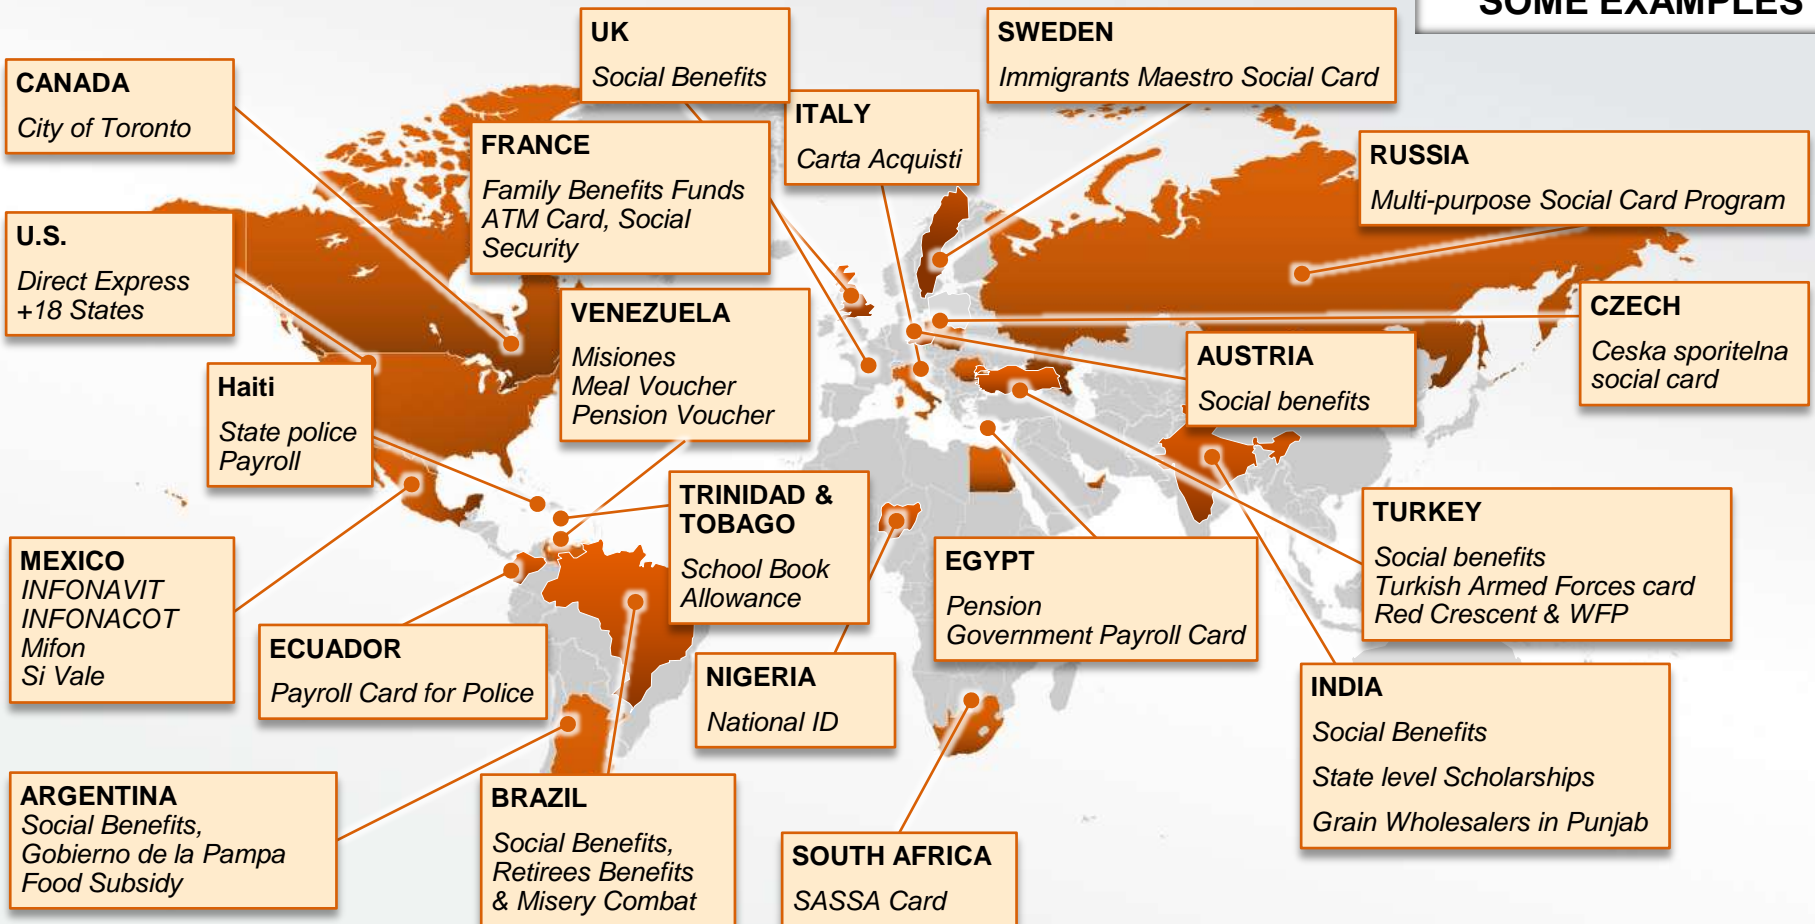 SOME EXAMPLES
UK
Social Benefits
SWEDEN
Immigrants Maestro Social Card
CANADA
City of Toronto
ITALY
Carta Acquisti
FRANCE
Family Benefits Funds
ATM Card, Social
Security
RUSSIA
Multi-purpose Social Card Program
U.S.
Direct Express
+18 States
VENEZUELA
Misiones
Meal Voucher
Pension Voucher
CZECH
Ceska sporitelna
social card
AUSTRIA
Social benefits
Haiti
State police
Payroll
TRINIDAD &
TOBAGO
School Book
Allowance
TURKEY
Social benefits
Turkish Armed Forces card
Red Crescent & WFP
MEXICO
INFONAVIT
INFONACOT
Mifon
Si Vale
EGYPT
Pension
Government Payroll Card
ECUADOR
Payroll Card for Police
NIGERIA
National ID
INDIA
Social Benefits
State level Scholarships
Grain Wholesalers in Punjab
ARGENTINA
Social Benefits,
Gobierno de la Pampa
Food Subsidy
BRAZIL
Social Benefits,
Retirees Benefits
& Misery Combat
SOUTH AFRICA
SASSA Card